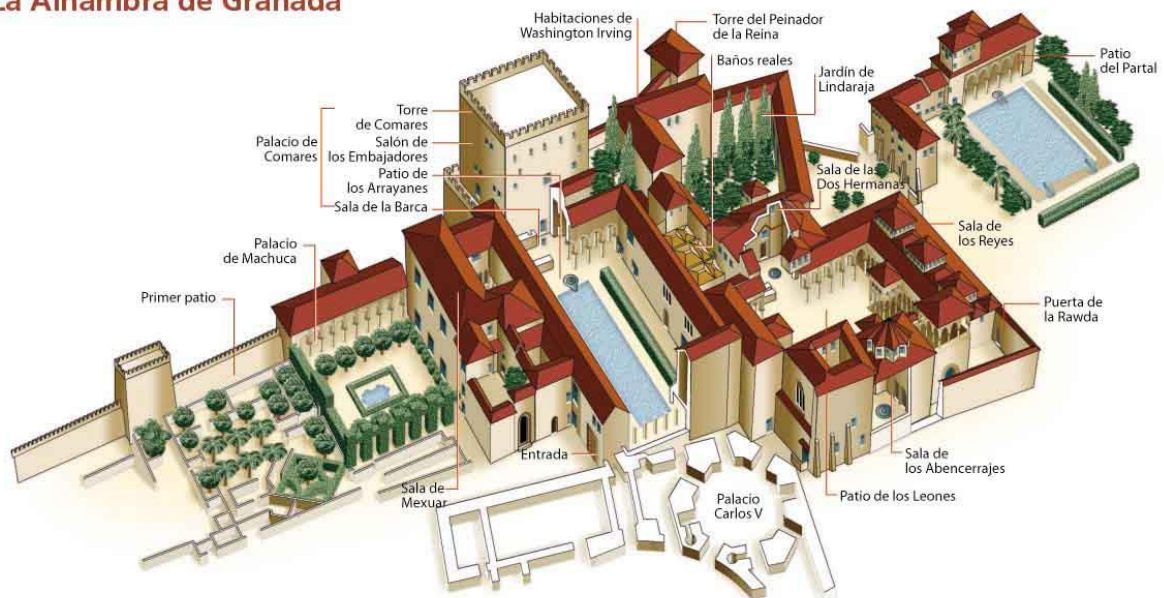 La Alhambra de Granada
Habitaciones de
Washington Irving
Torre del Peinador
de la Reina
Baños reales
Jardín de
Lindaraja
Patio
del Partal
Torre
de Comares
Salón de
los Embajadores
Palacio de
Comares
Patio de
los Arrayanes
Sala de la Barca
Sala de las
Dos Hermanas
Sala de
los Reyes
Palacio
de Machuca
Primer patio
Puerta de
la Rawda
Entrada
Sala de
Mexuar
Palacio
Carlos V
Sala de
los Abencerrajes
Patio de los Leones